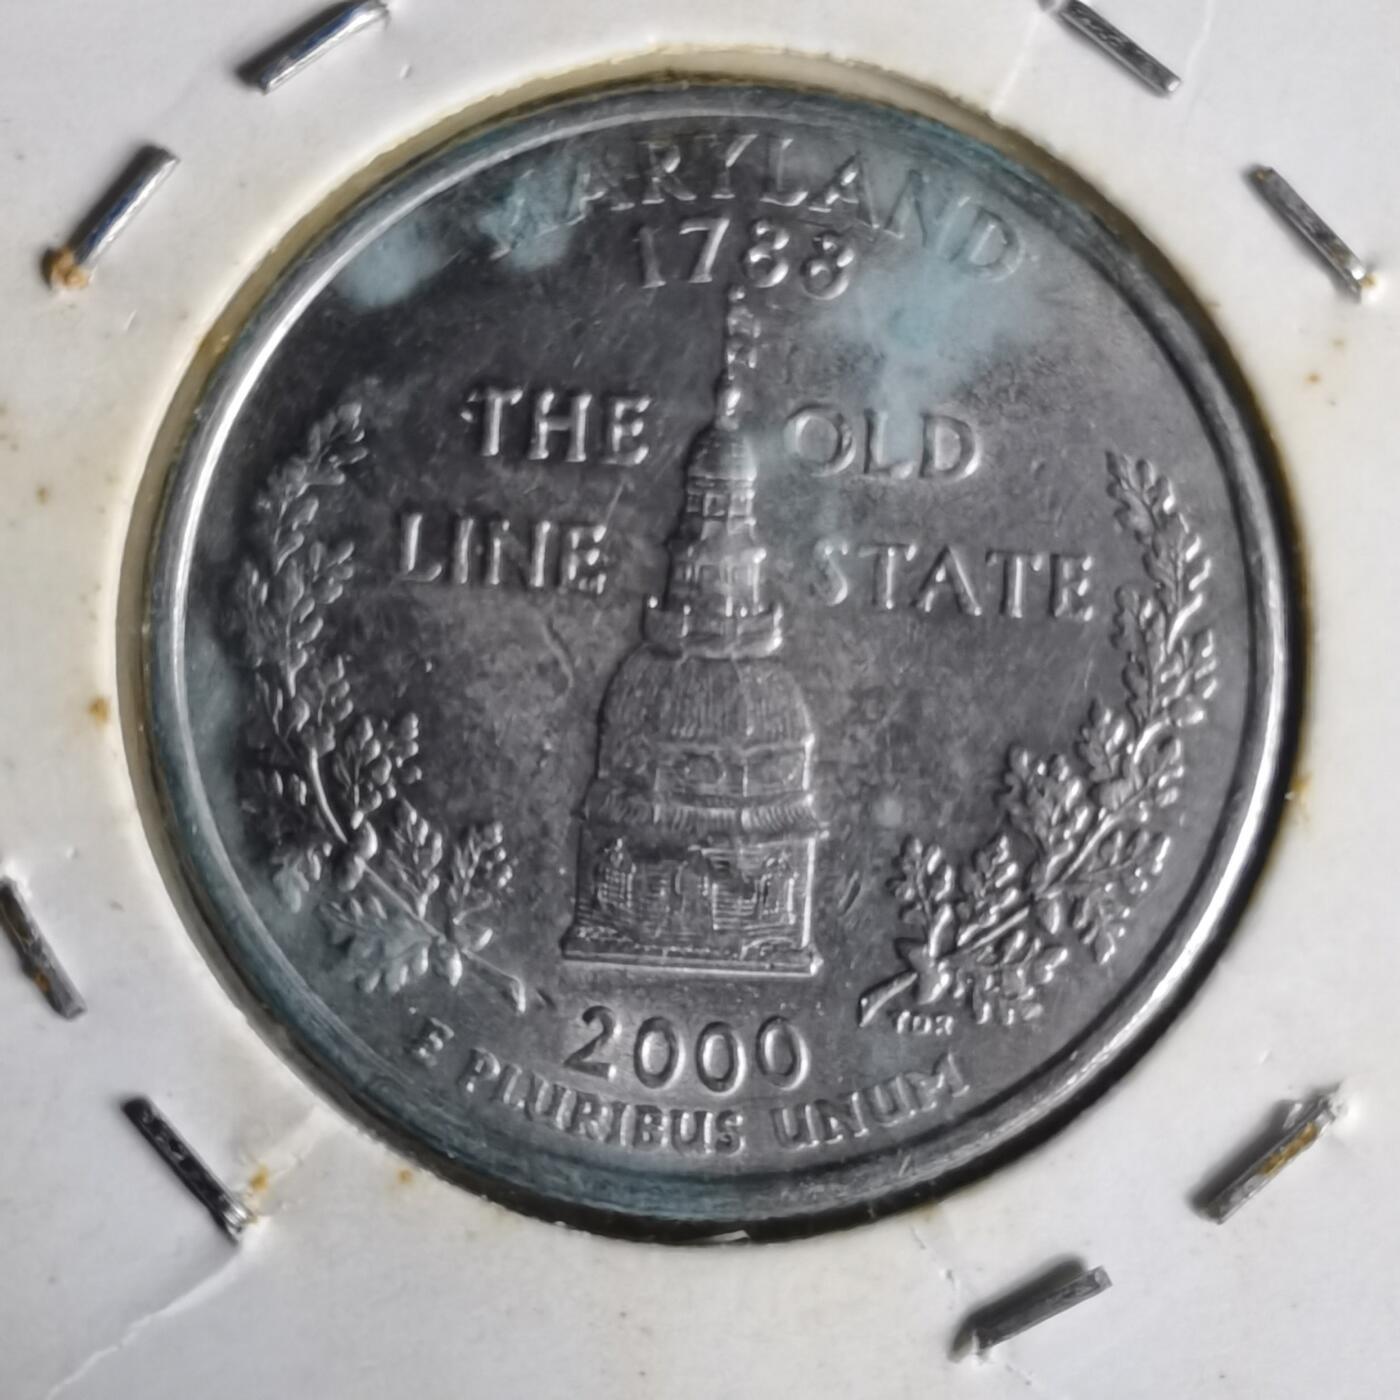 MARYLAND
1788
THE OLD
LINE STATE
2000
E PLURIBUS UNUM